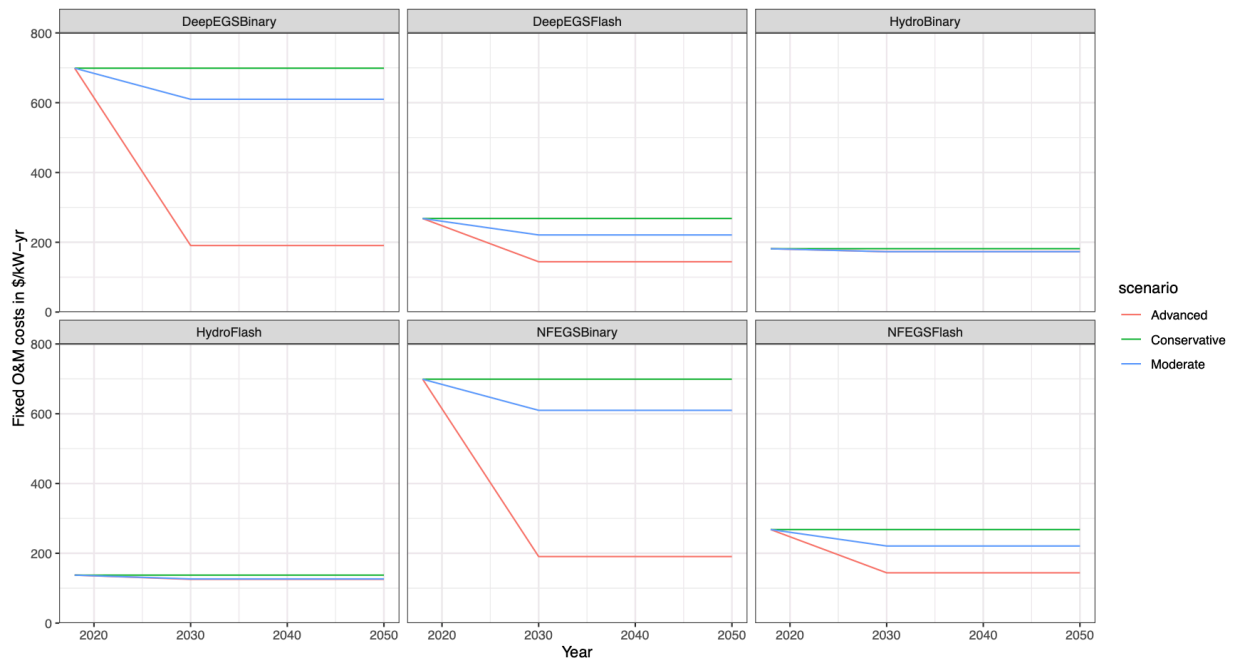 DeepEGSBinary
DeepEGSFlash
HydroBinary
800
600
400
200
0
HydroFlash
NFEGSBinary
NFEGSFlash
800
600
400
200
0
2020 2030 2040 2050
2020 2030 2040 2050
2020 2030 2040 2050
Year
Fixed O&M costs in $/kW−yr
scenario
Advanced
Conservative
Moderate